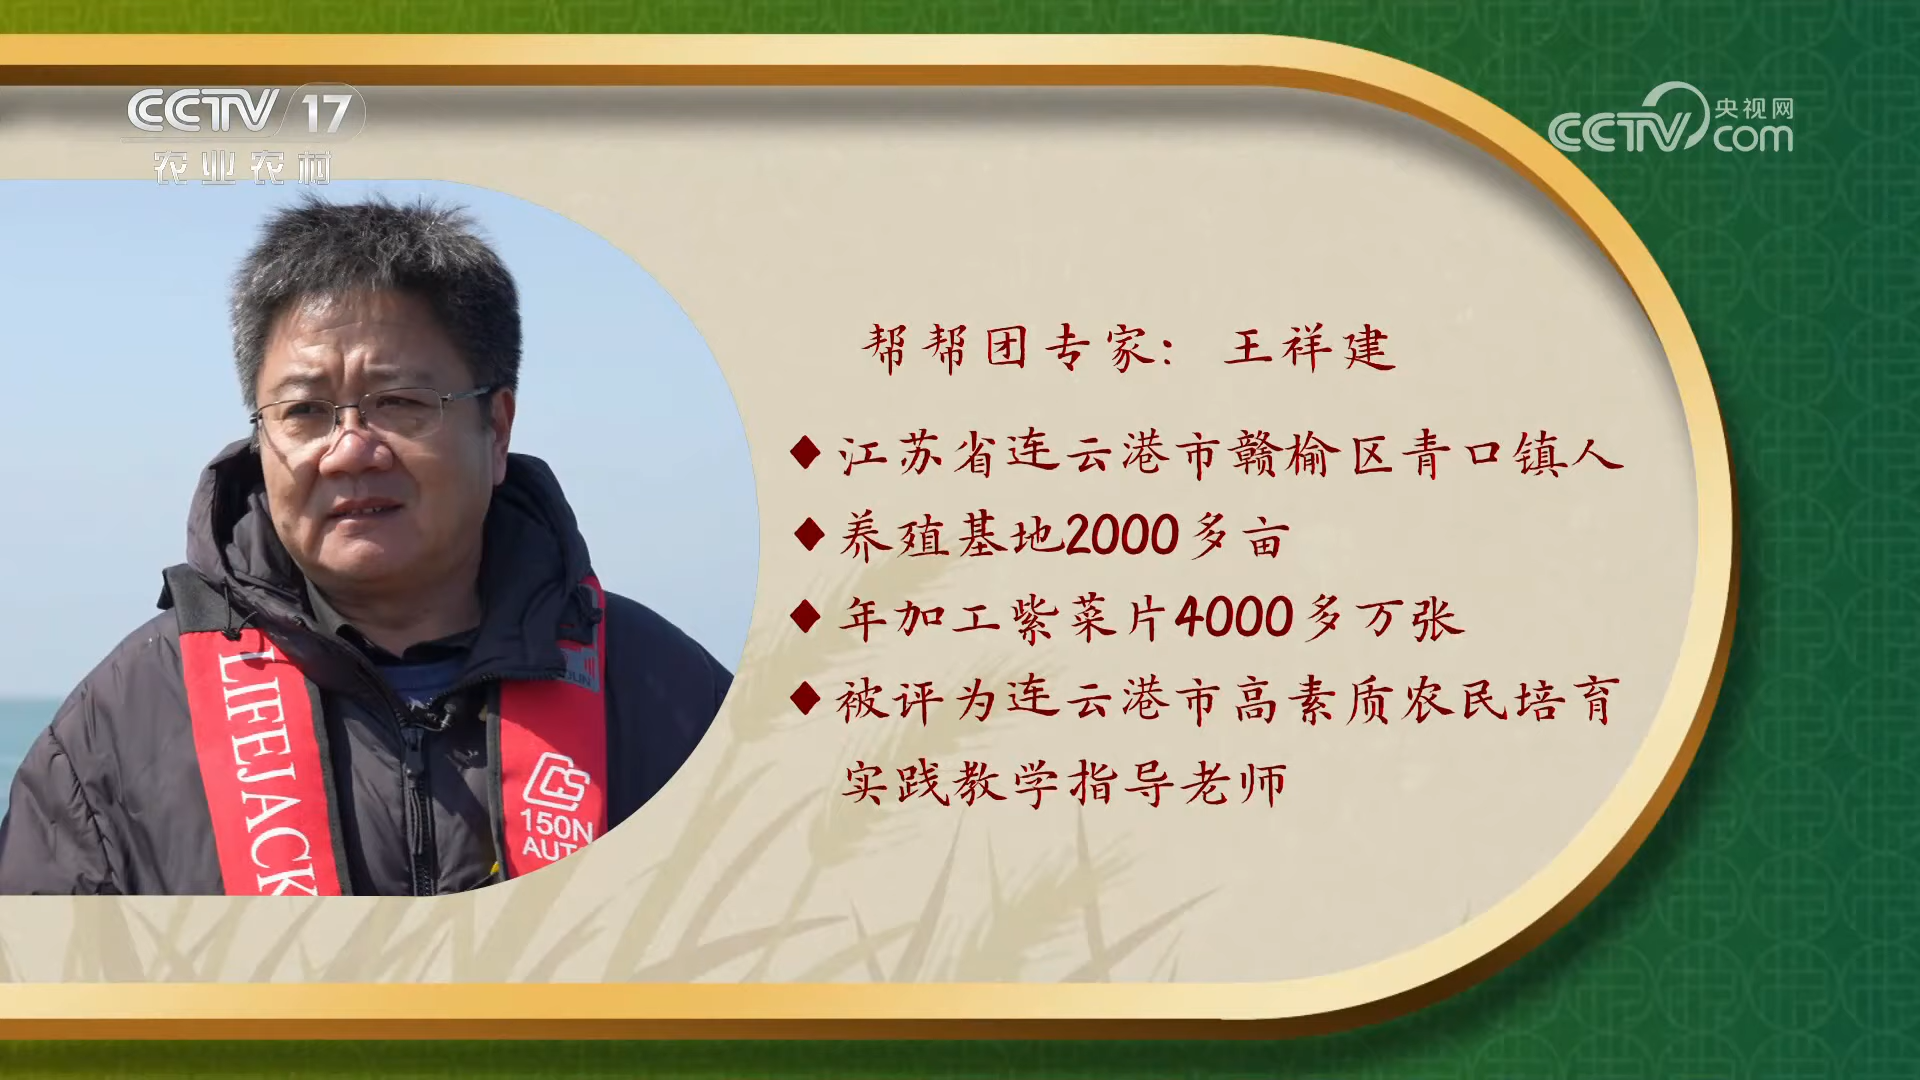 CCTV 17
农业农村
央视网
CCTV.com
帮帮团专家：王祥建
◆江苏省连云港市赣榆区青口镇人
◆养殖基地2000多亩
◆年加工紫菜片4000多万张
◆被评为连云港市高素质农民培育
实践教学指导老师
LIFEJACK
150N